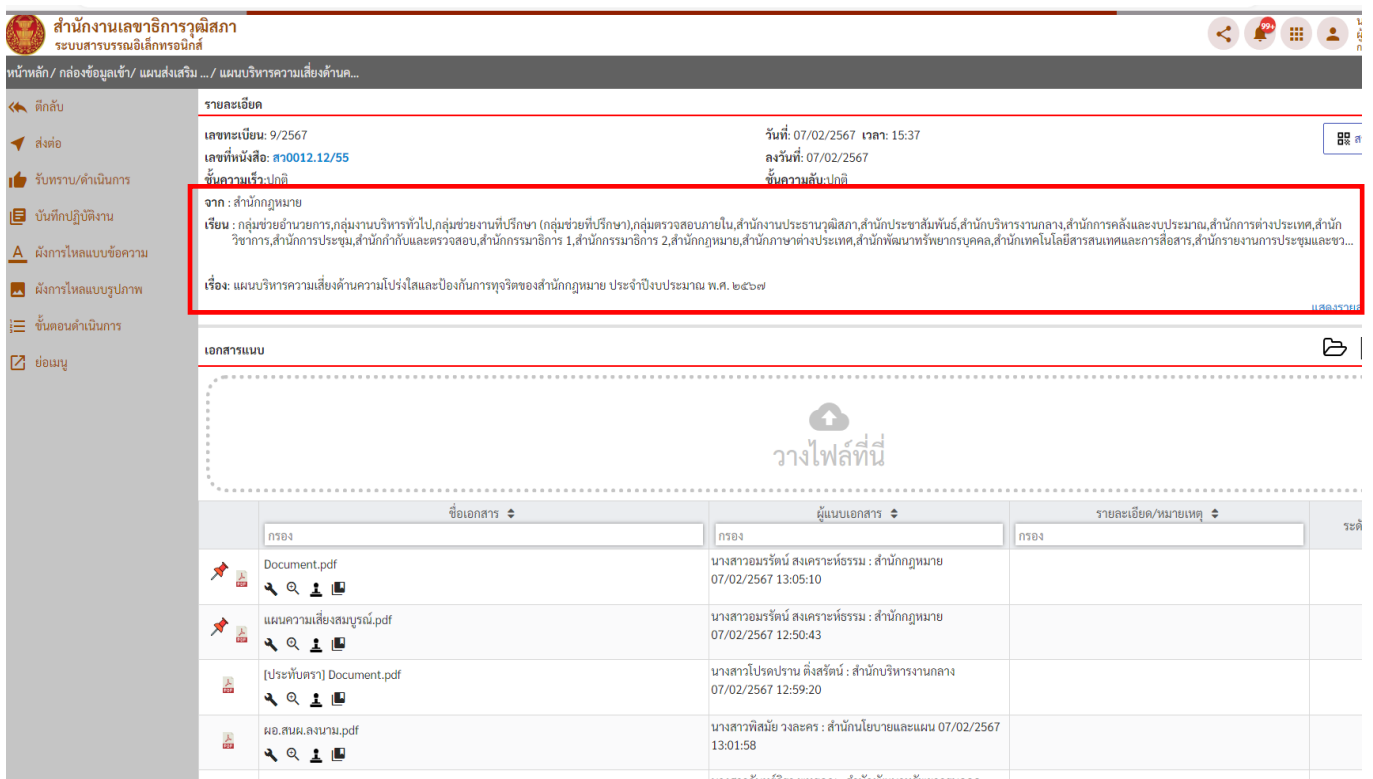 สำนักงานเลขาธิการวุฒิสภา
ระบบสารบรรณอิเล็กทรอนิกส์
99+
หน้าหลัก/ กล่องข้อมูลเข้า/ แผนส่งเสริม .../ แผนบริหารความเสี่ยงด้านค...
ตีกลับ
ส่งต่อ
รับทราบ/ดำเนินการ
บันทึกปฏิบัติงาน
ผังการไหลแบบข้อความ
ผังการไหลแบบรูปภาพ
ขั้นตอนดำเนินการ
ย่อเมนู
รายละเอียด
เลขทะเบียน: 9/2567
วันที่: 07/02/2567 เวลา: 15:37
เลขที่หนังสือ: สว0012.12/55
ลงวันที่: 07/02/2567
ชั้นความเร็ว:ปกติ
ชั้นความลับ:ปกติ
จาก : สำนักกฎหมาย
เรียน : กลุ่มช่วยอำนวยการ,กลุ่มงานบริหารทั่วไป,กลุ่มช่วยงานที่ปรึกษา (กลุ่มช่วยที่ปรึกษา),กลุ่มตรวจสอบภายใน,สำนักงานประธานวุฒิสภา,สำนักประชาสัมพันธ์,สำนักบริหารงานกลาง,สำนักการคลังและงบประมาณ,สำนักการต่างประเทศ,สำนัก
วิชาการ,สำนักการประชุม,สำนักกำกับและตรวจสอบ,สำนักกรรมาธิการ 1,สำนักกรรมาธิการ 2,สำนักกฎหมาย,สำนักภาษาต่างประเทศ,สำนักพัฒนาทรัพยากรบุคคล,สำนักเทคโนโลยีสารสนเทศและการสื่อสาร,สำนักรายงานการประชุมและชว...
เรื่อง: แผนบริหารความเสี่ยงด้านความโปร่งใสและป้องกันการทุจริตของสำนักกฎหมาย ประจำปีงบประมาณ พ.ศ. ๒๕๖๗
เอกสารแนบ
วางไฟล์ที่นี่
ชื่อเอกสาร
ผู้แนบเอกสาร
รายละเอียด/หมายเหตุ
กรอง
กรอง
กรอง
Document.pdf
นางสาวอมรรัตน์ สงเคราะห์ธรรม : สำนักกฎหมาย
07/02/2567 13:05:10
แผนความเสี่ยงสมบูรณ์.pdf
นางสาวอมรรัตน์ สงเคราะห์ธรรม : สำนักกฎหมาย
07/02/2567 12:50:43
[ประทับตรา] Document.pdf
นางสาวโปรดปราน ติ่งสรัตน์ : สำนักบริหารงานกลาง
07/02/2567 12:59:20
ผอ.สนผ.ลงนาม.pdf
นางสาวพิสมัย วงละคร : สำนักนโยบายและแผน 07/02/2567
13:01:58